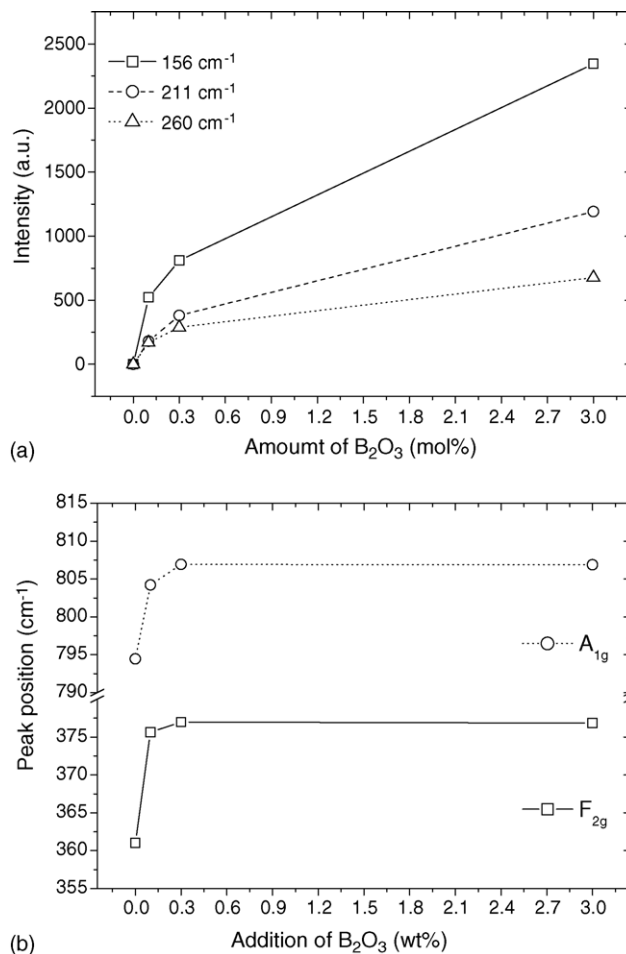 2500
2000
1500
1000
500
0
Intensity (a.u.)
156 cm⁻¹
211 cm⁻¹
260 cm⁻¹
0.0 0.3 0.6 0.9 1.2 1.5 1.8 2.1 2.4 2.7 3.0
(a)
Amoumt of B₂O₃ (mol%)
815
810
805
800
795
790
375
370
365
360
355
Peak position (cm⁻¹)
A₁g
F₂g
0.0 0.3 0.6 0.9 1.2 1.5 1.8 2.1 2.4 2.7 3.0
(b)
Addition of B₂O₃ (wt%)